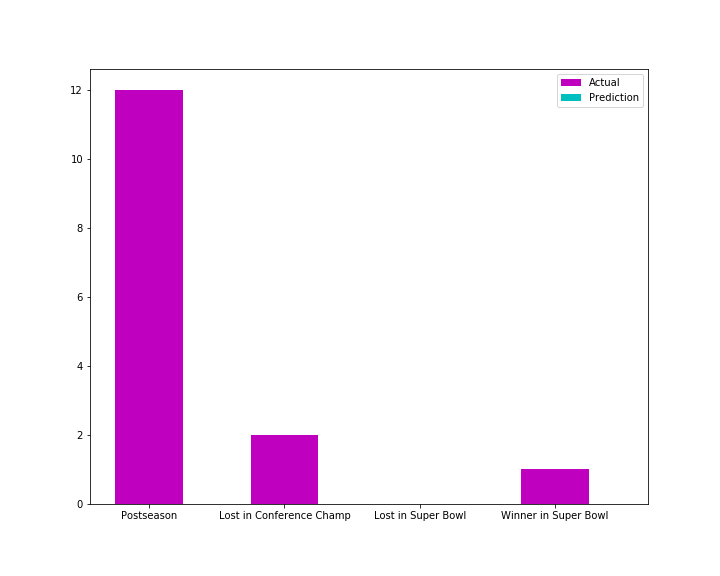 Actual
Prediction
12
10
8
6
4
2
0
Postseason
Lost in Conference Champ
Lost in Super Bowl
Winner in Super Bowl